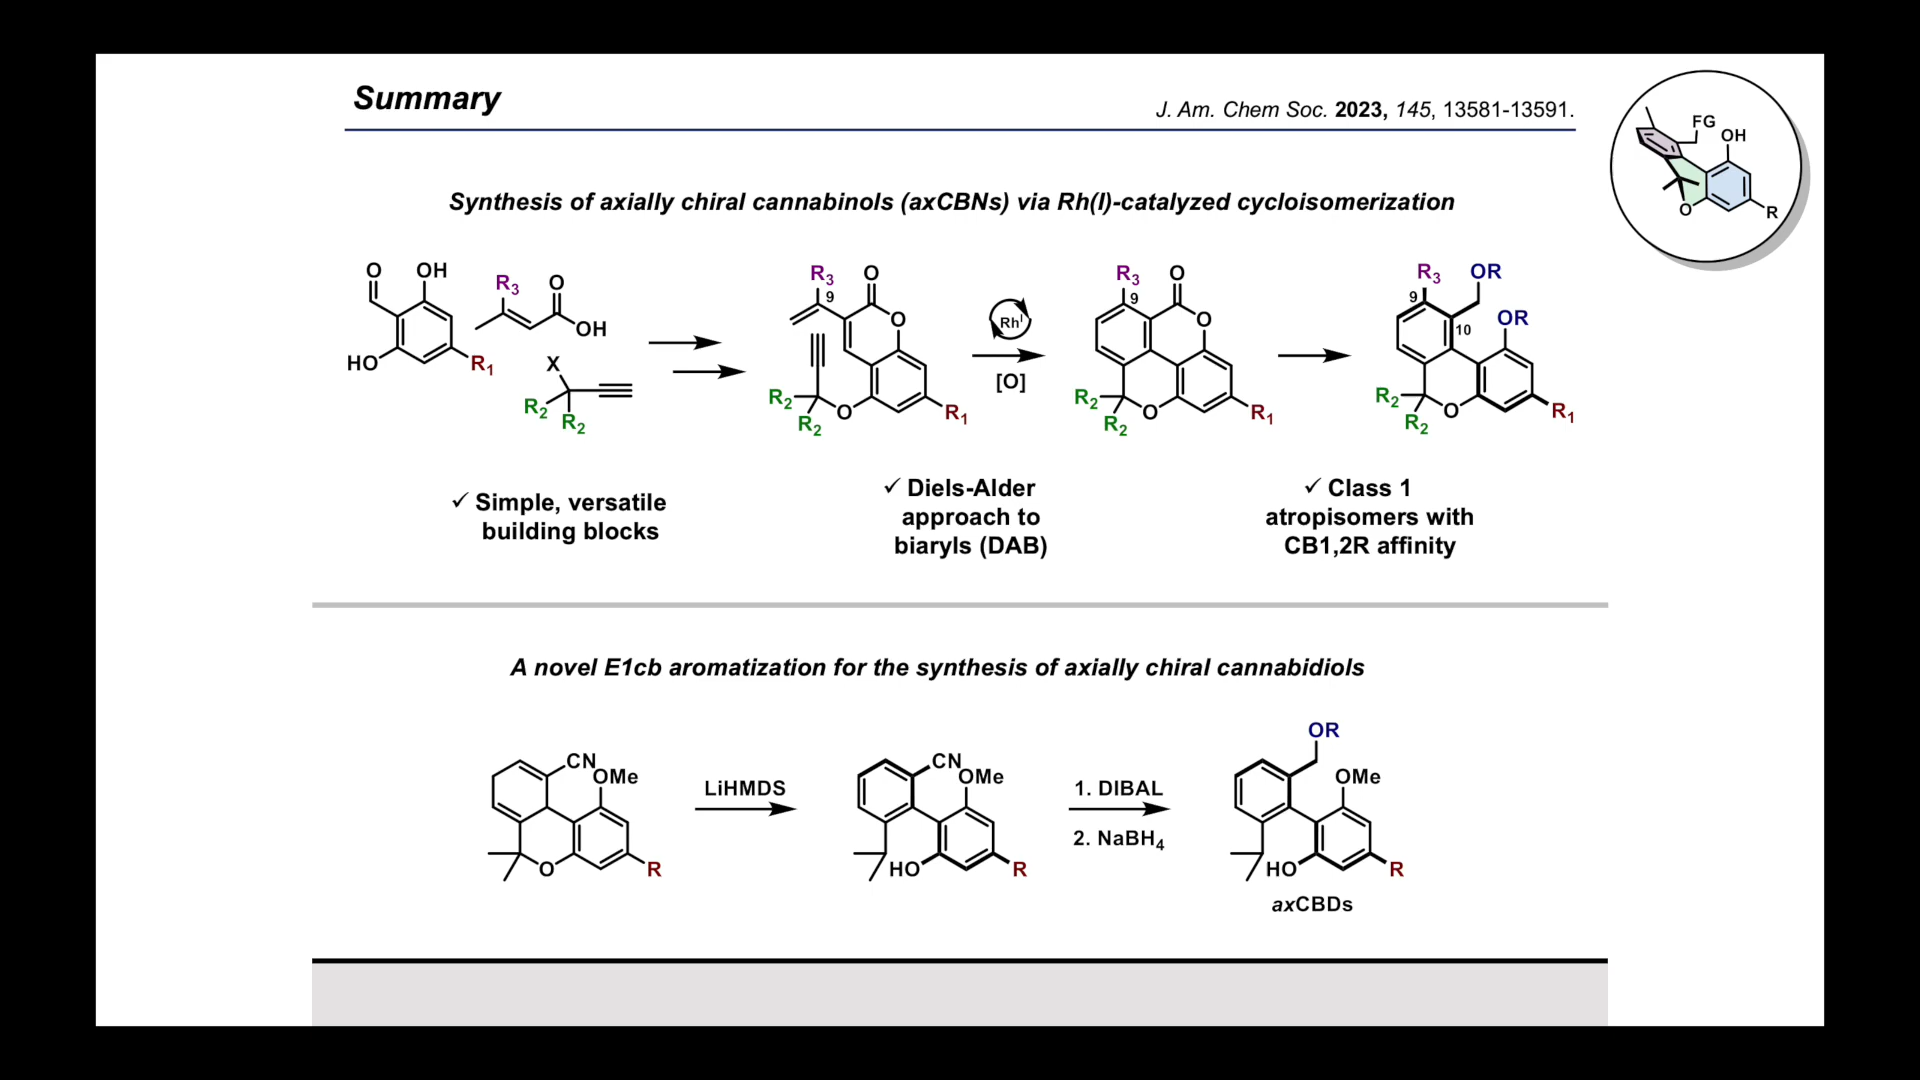 Summary
J. Am. Chem Soc. 2023, 145, 13581-13591.
FG
OH
O
R
Synthesis of axially chiral cannabinols (axCBNs) via Rh(I)-catalyzed cycloisomerization
O
OH
HO
R1
R3
O
OH
X
R2
R2
R3
9
O
O
R2
R2
O
R1
RhI
[O]
R3
9
O
O
R2
R2
O
R1
R3
OR
9
10
OR
R2
R2
O
R1
✓ Simple, versatile
building blocks
✓ Diels-Alder
approach to
biaryls (DAB)
✓ Class 1
atropisomers with
CB1,2R affinity
A novel E1cb aromatization for the synthesis of axially chiral cannabidiols
CN
OMe
O
R
LiHMDS
CN
OMe
HO
R
1. DIBAL
2. NaBH4
OR
OMe
HO
R
axCBDs